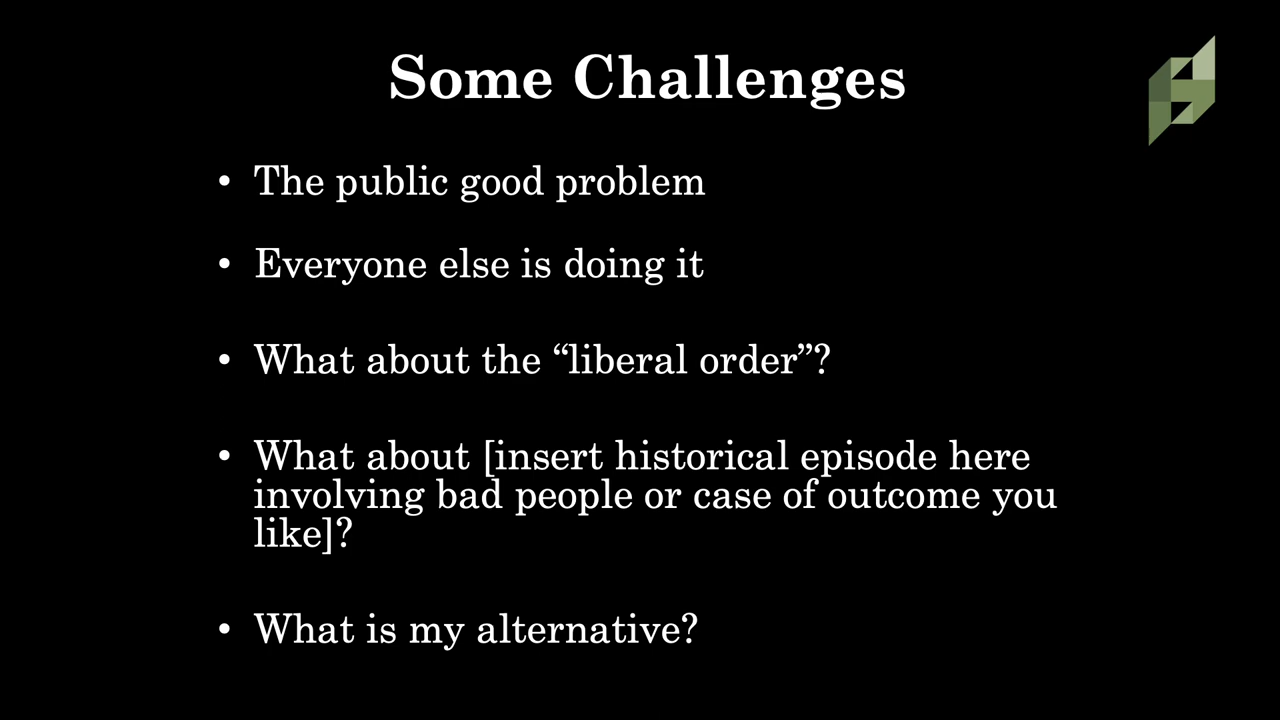 Some Challenges
• The public good problem
• Everyone else is doing it
• What about the “liberal order”?
• What about [insert historical episode here
involving bad people or case of outcome you
like]?
• What is my alternative?